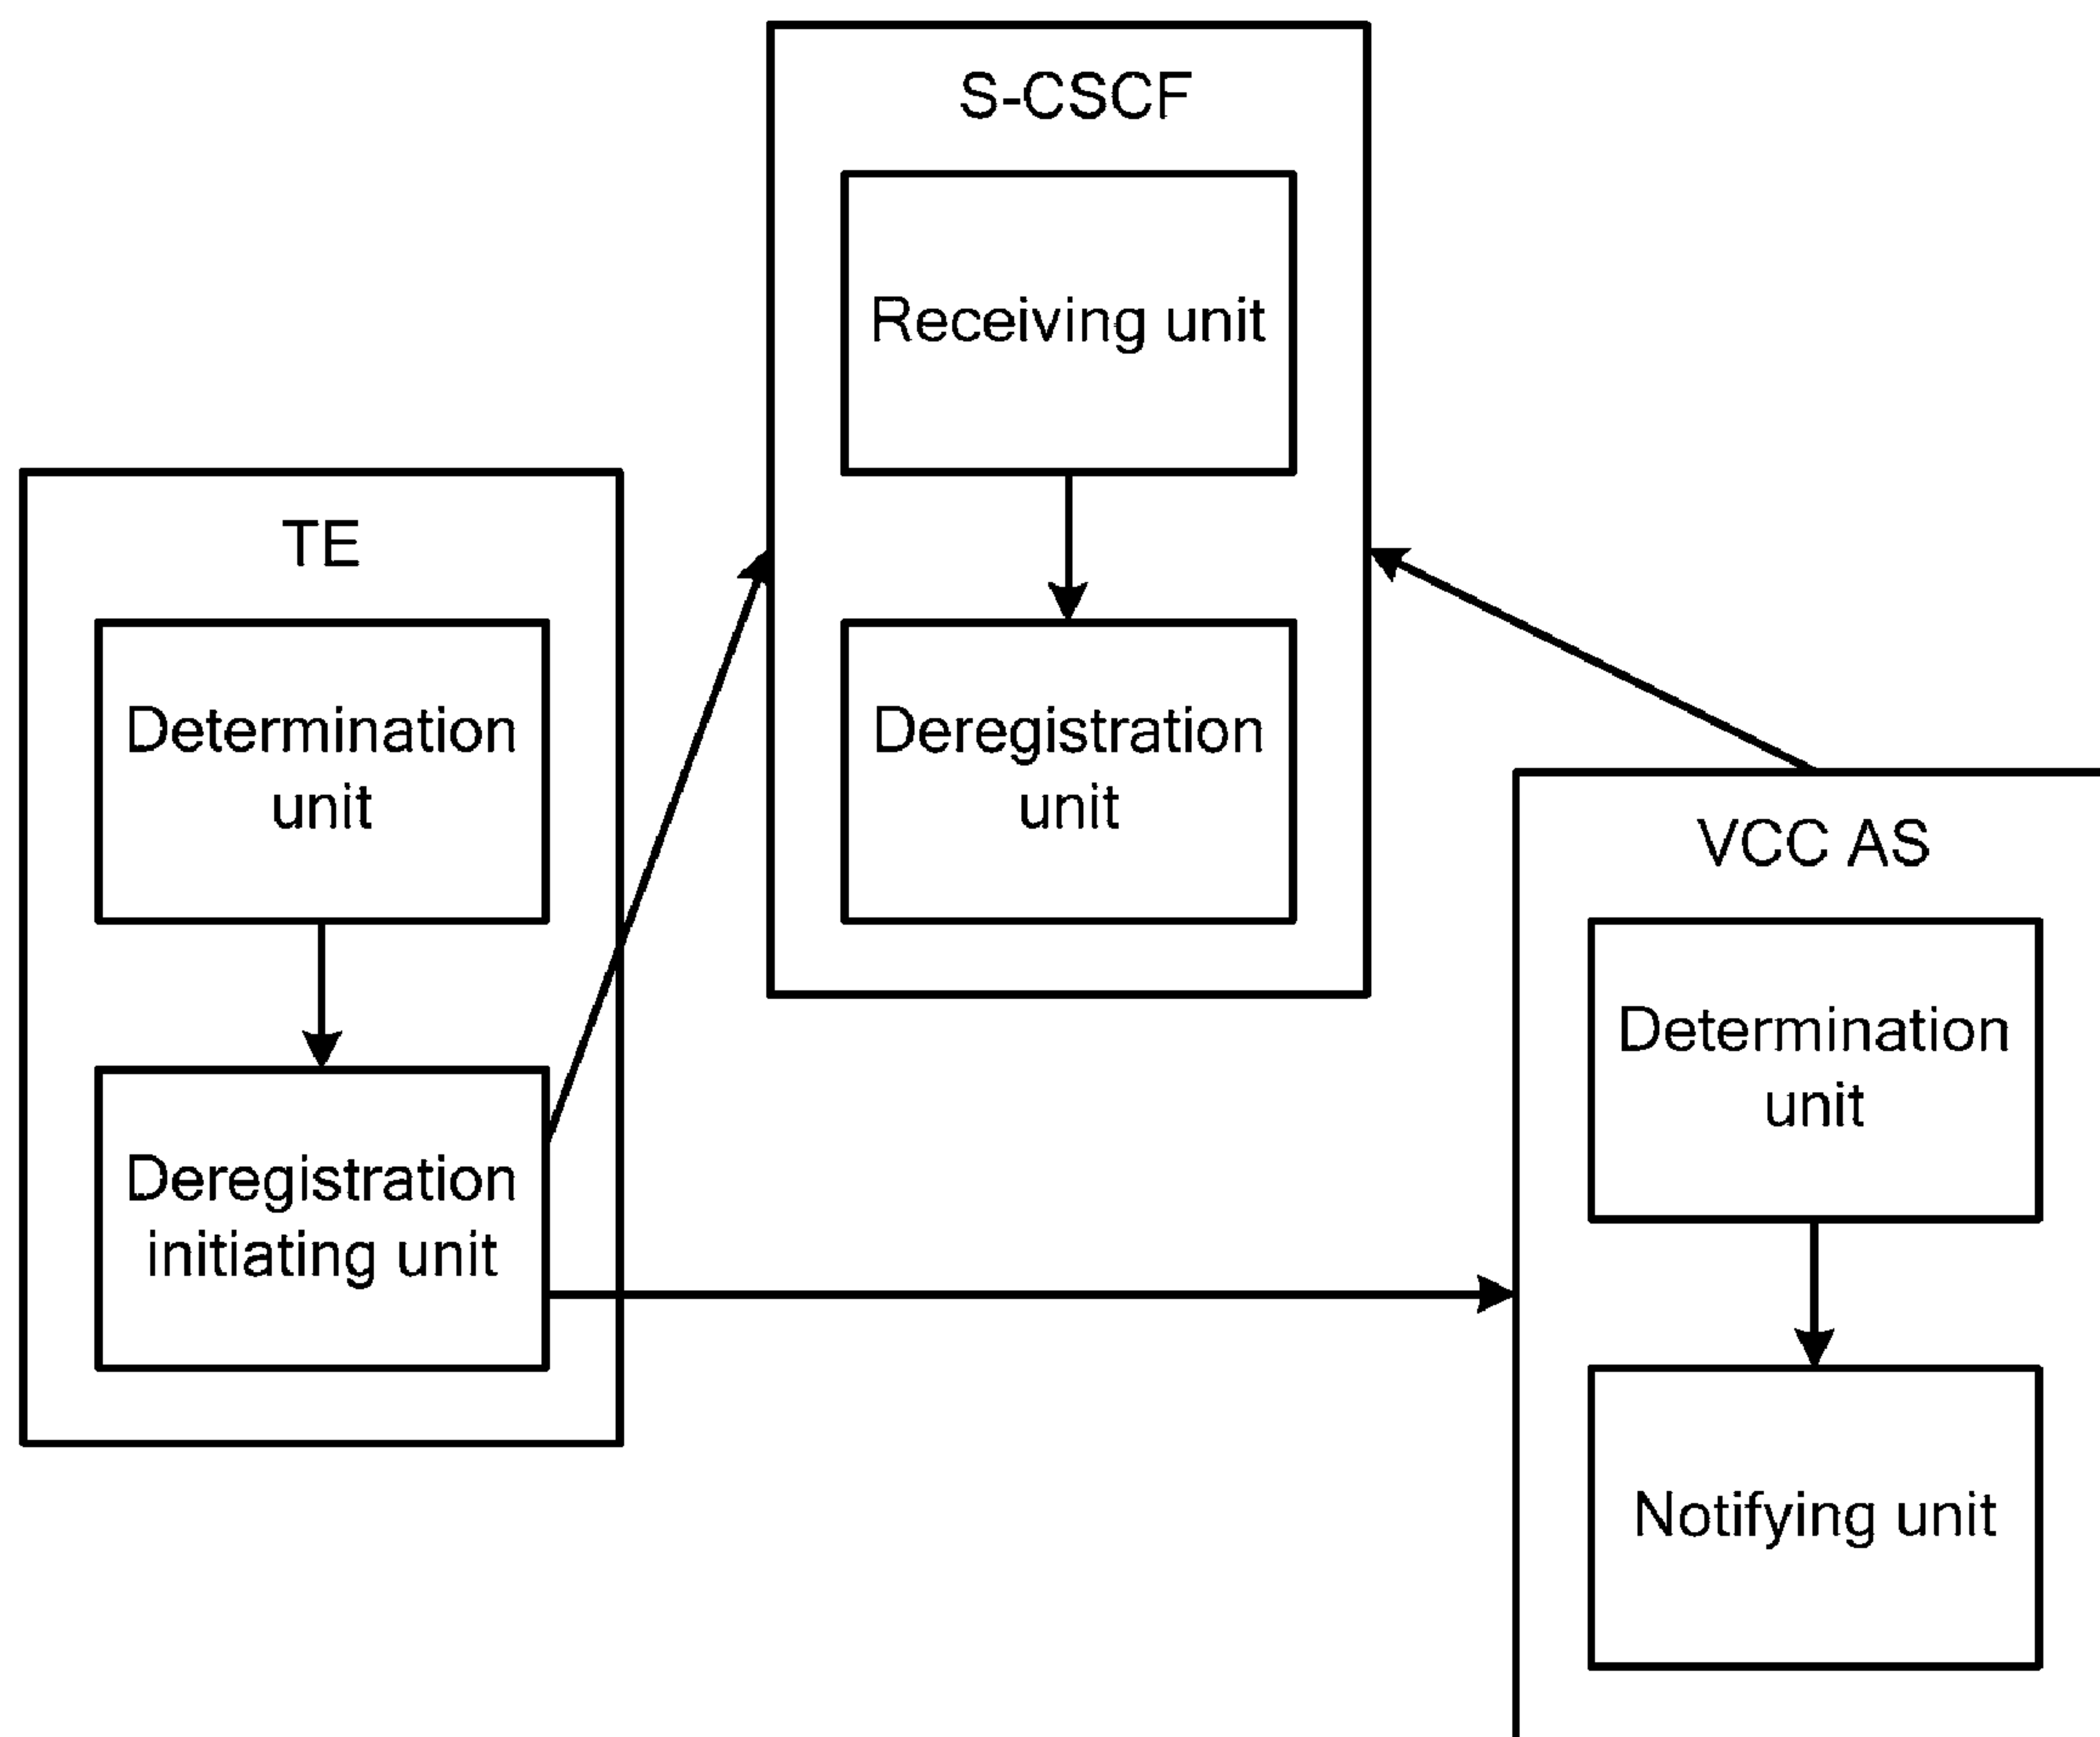 S-CSCF
Receiving unit
Deregistration
unit
TE
Determination
unit
Deregistration
initiating unit
VCC AS
Determination
unit
Notifying unit